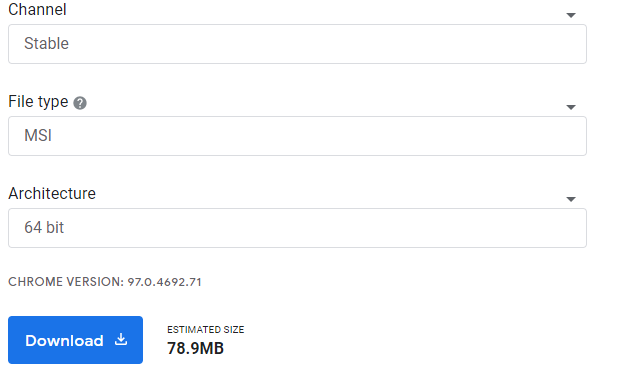 Channel
Stable
File type ?
MSI
Architecture
64 bit
CHROME VERSION: 97.0.4692.71
Download
ESTIMATED SIZE
78.9MB